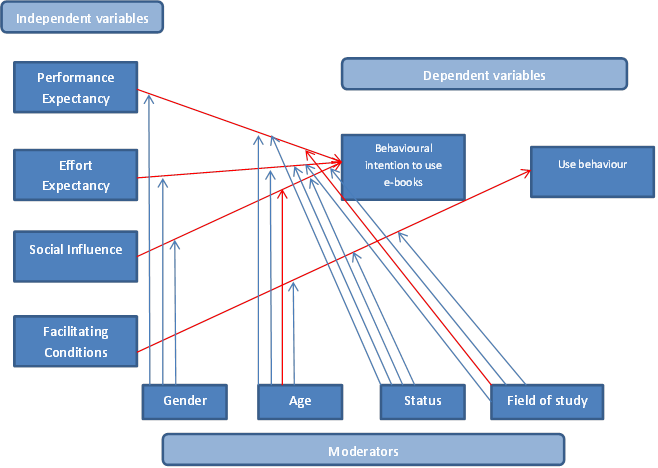 Independent variables
Performance
Expectancy
Dependent variables
Behavioural
intention to use
e-books
Use behaviour
Effort
Expectancy
Social Influence
Facilitating
Conditions
Gender
Age
Status
Field of study
Moderators